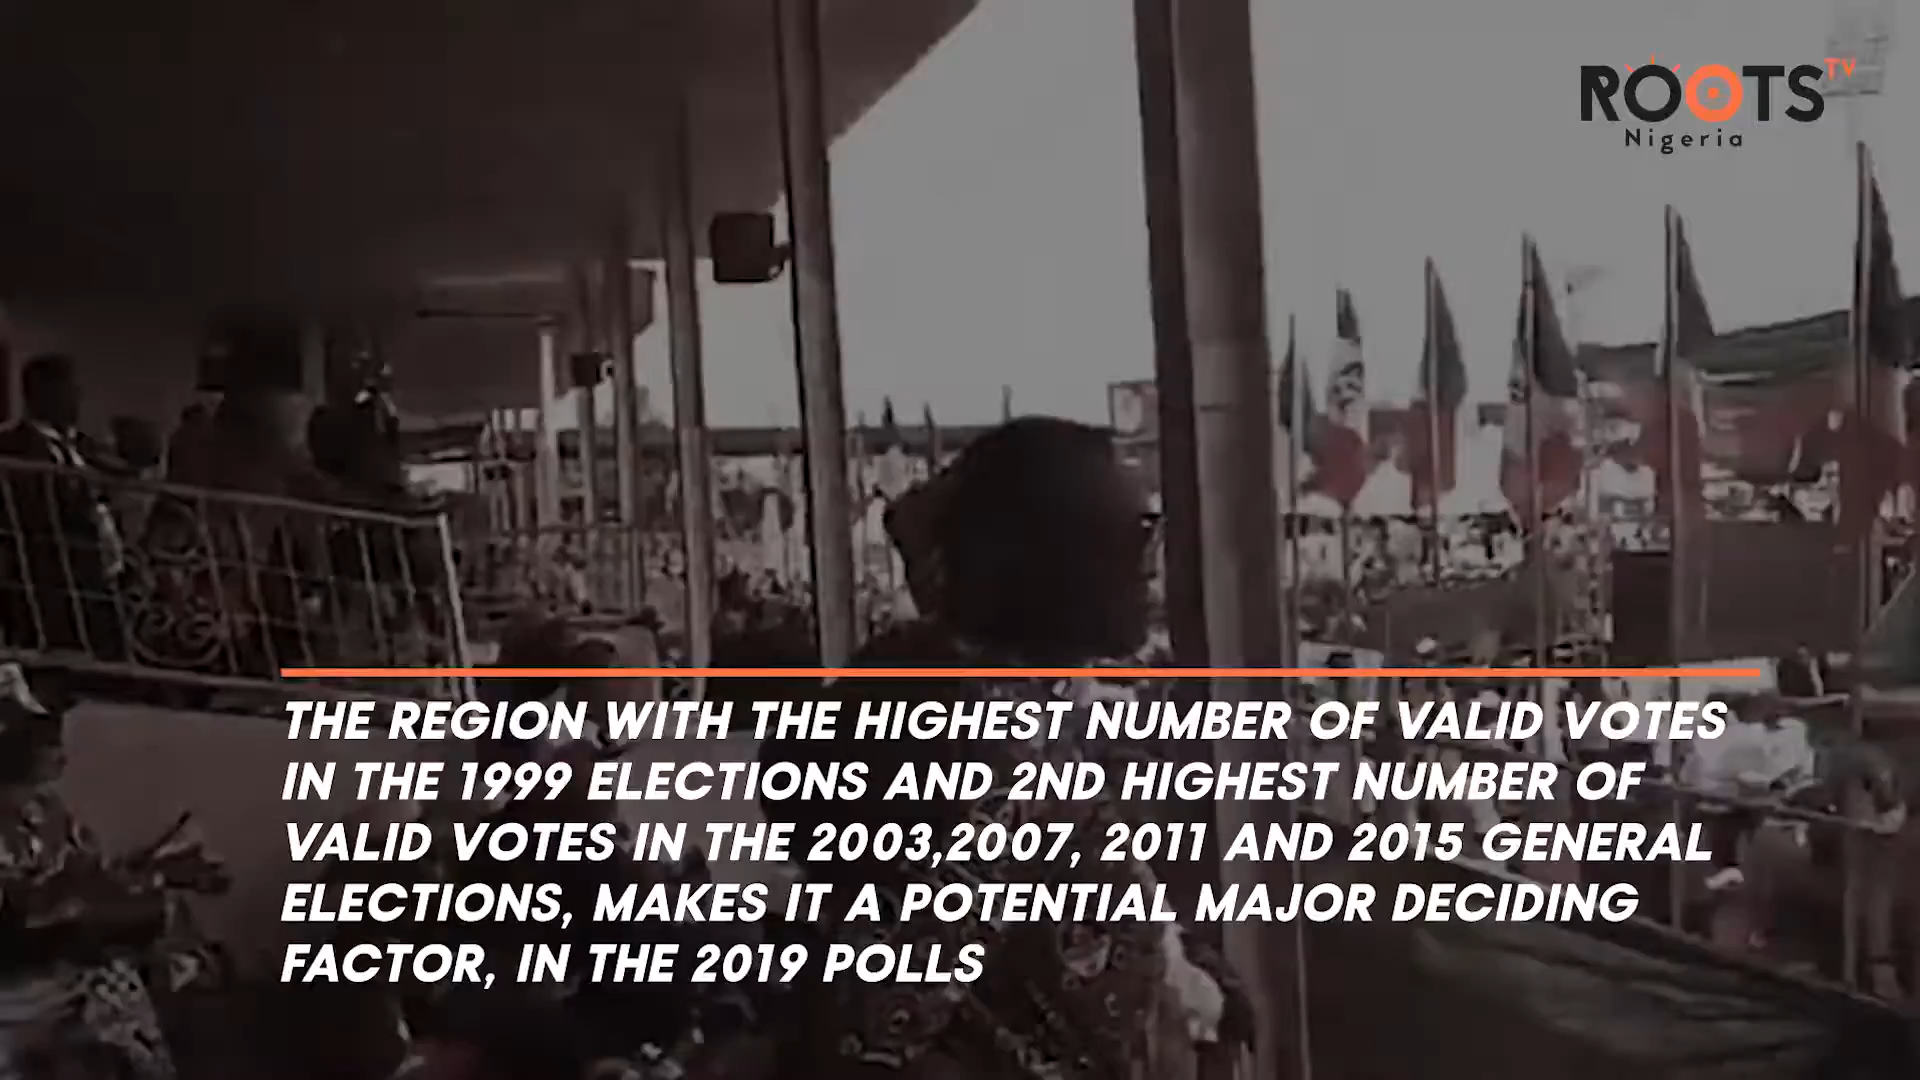 ROOTS TV
Nigeria
THE REGION WITH THE HIGHEST NUMBER OF VALID VOTES
IN THE 1999 ELECTIONS AND 2ND HIGHEST NUMBER OF
VALID VOTES IN THE 2003,2007, 2011 AND 2015 GENERAL
ELECTIONS, MAKES IT A POTENTIAL MAJOR DECIDING
FACTOR, IN THE 2019 POLLS